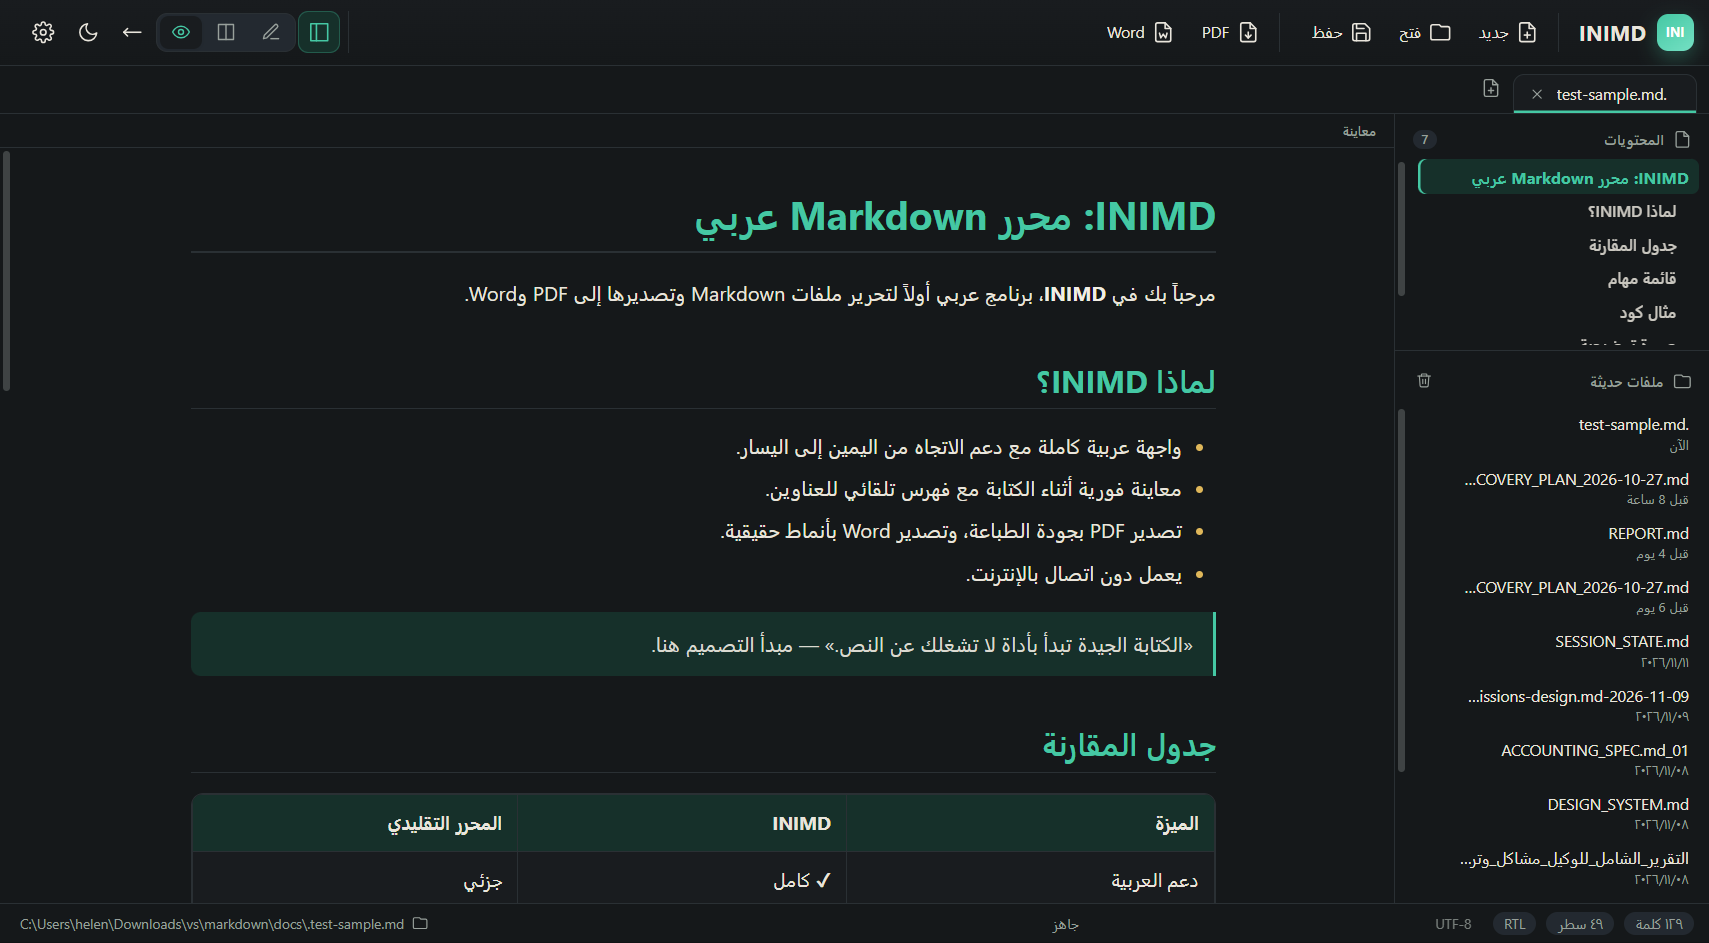 INI INIMD
جديد
فتح
حفظ
PDF
Word
test-sample.md.
المحتويات
7
INIMD: محرر Markdown عربي
لماذا INIMD؟
جدول المقارنة
قائمة مهام
مثال كود
ملفات حديثة
test-sample.md.
الآن
...COVERY_PLAN_2026-10-27.md
قبل 8 ساعة
REPORT.md
قبل 4 يوم
...COVERY_PLAN_2026-10-27.md
قبل 6 يوم
SESSION_STATE.md
٢٠٢٦/١١/١١
...issions-design.md-2026-11-09
٢٠٢٦/١١/٠٩
ACCOUNTING_SPEC.md_01
٢٠٢٦/١١/٠٨
DESIGN_SYSTEM.md
٢٠٢٦/١١/٠٨
التقرير_الشامل_للوكيل_مشاكل_وتر...
٢٠٢٦/١١/٠٨
معاينة
INIMD: محرر Markdown عربي
مرحباً بك في INIMD، برنامج عربي أولاً لتحرير ملفات Markdown وتصديرها إلى PDF وWord.
لماذا INIMD؟
واجهة عربية كاملة مع دعم الاتجاه من اليمين إلى اليسار.
معاينة فورية أثناء الكتابة مع فهرس تلقائي للعناوين.
تصدير PDF بجودة الطباعة، وتصدير Word بأنماط حقيقية.
يعمل دون اتصال بالإنترنت.
«الكتابة الجيدة تبدأ بأداة لا تشغلك عن النص.» — مبدأ التصميم هنا.
جدول المقارنة
الميزة INIMD المحرر التقليدي
دعم العربية ✓ كامل جزئي
١٢٩ كلمة
٤٩ سطر
RTL
UTF-8
جاهز
C:\Users\helen\Downloads\vs\markdown\docs\.test-sample.md